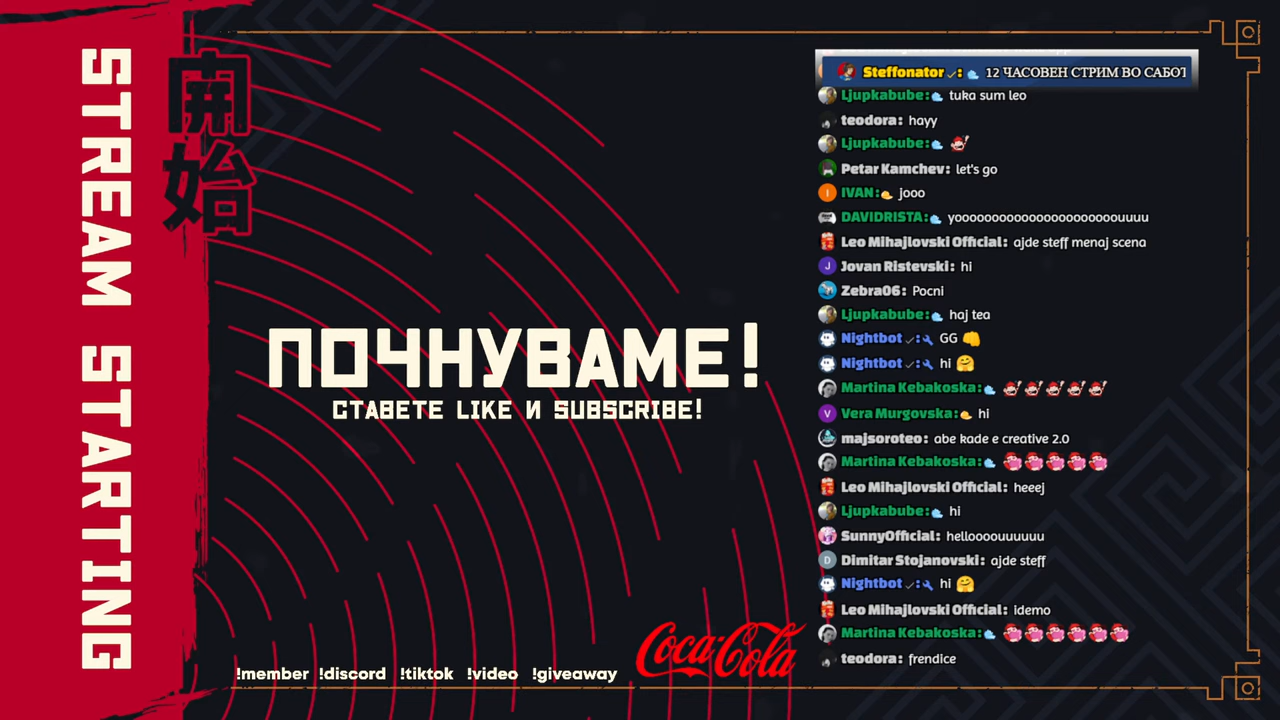 STREAM STARTING
開始
ПОЧНУВАМЕ!
СТАВЕТЕ LIKE И SUBSCRIBE!
!member !discord !tiktok !video !giveaway
Coca-Cola
Steffonator: 12 ЧАСОВЕН СТРИМ ВО САБОТ
Ljupkabube: tuka sum leo
teodora: hayy
Ljupkabube:
Petar Kamchev: let's go
IVAN: jooo
DAVIDRISTA: yooooooooooooooooooooooouuuu
Leo Mihajlovski Official: ajde steff menaj scena
Jovan Ristevski: hi
Zebra06: Pocni
Ljupkabube: haj tea
Nightbot: GG 👊
Nightbot: hi 🤗
Martina Kebakoska:
Vera Murgovska: hi
majsoroteo: abe kade e creative 2.0
Martina Kebakoska:
Leo Mihajlovski Official: heeej
Ljupkabube: hi
SunnyOfficial: helloooouuuuuu
Dimitar Stojanovski: ajde steff
Nightbot: hi 🤗
Leo Mihajlovski Official: idemo
Martina Kebakoska:
teodora: frendice